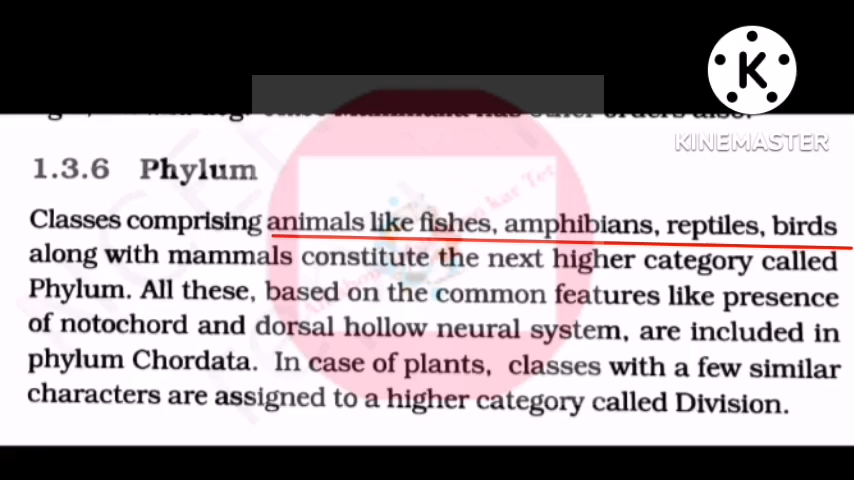 KINEMASTER
1.3.6 Phylum
Classes comprising animals like fishes, amphibians, reptiles, birds
along with mammals constitute the next higher category called
Phylum. All these, based on the common features like presence
of notochord and dorsal hollow neural system, are included in
phylum Chordata. In case of plants, classes with a few similar
characters are assigned to a higher category called Division.